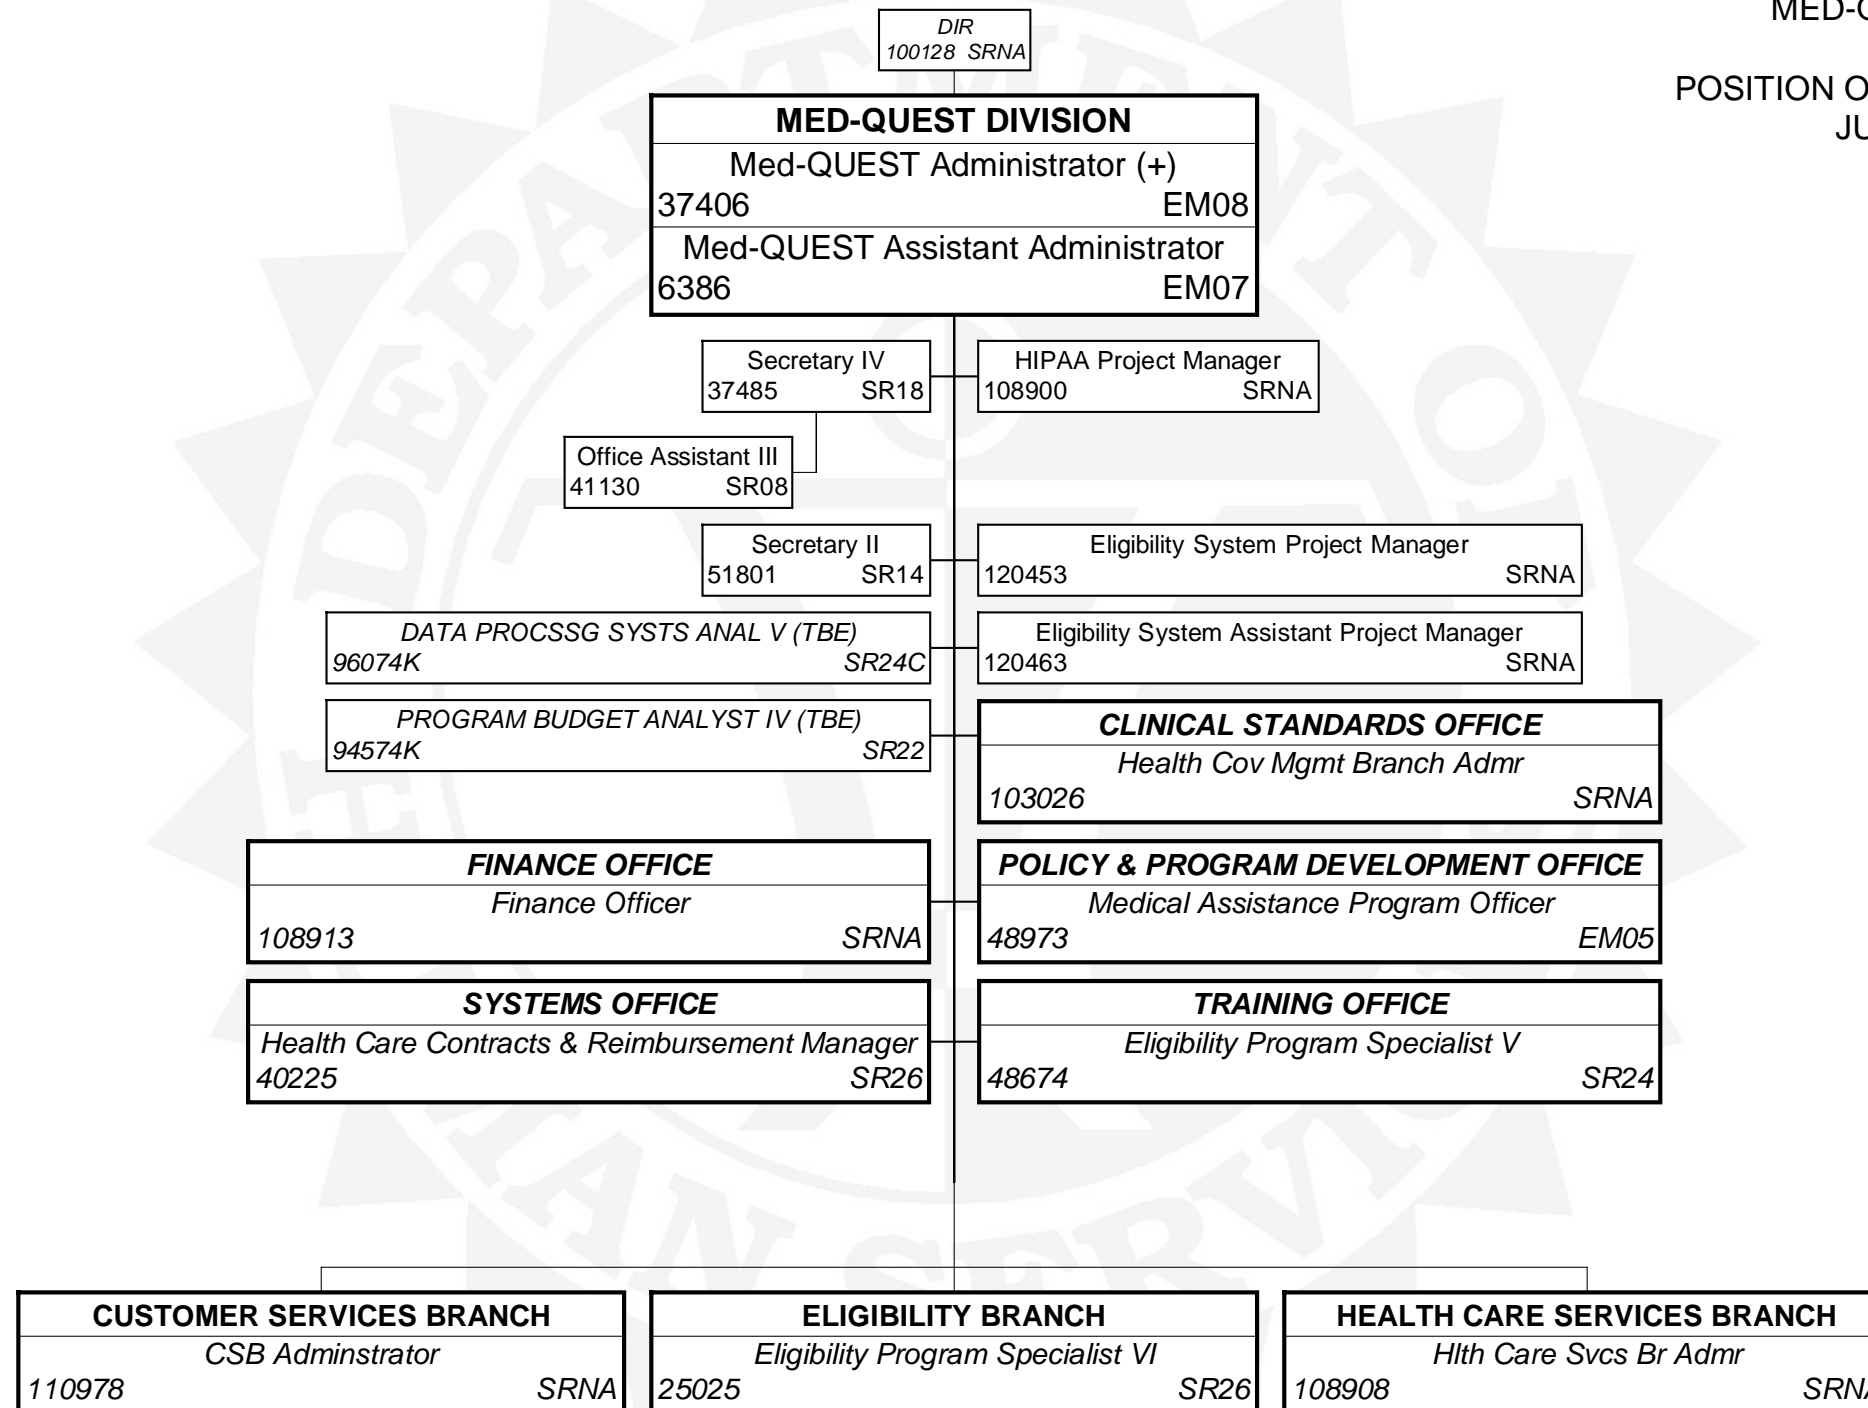 MED-Q
POSITION O
JU
DIR
100128 SRNA
MED-QUEST DIVISION
Med-QUEST Administrator (+)
37406 EM08
Med-QUEST Assistant Administrator
6386 EM07
Secretary IV
37485 SR18
HIPAA Project Manager
108900 SRNA
Office Assistant III
41130 SR08
Secretary II
51801 SR14
Eligibility System Project Manager
120453 SRNA
DATA PROCSSG SYSTS ANAL V (TBE)
96074K SR24C
Eligibility System Assistant Project Manager
120463 SRNA
PROGRAM BUDGET ANALYST IV (TBE)
94574K SR22
CLINICAL STANDARDS OFFICE
Health Cov Mgmt Branch Admr
103026 SRNA
FINANCE OFFICE
Finance Officer
108913 SRNA
POLICY & PROGRAM DEVELOPMENT OFFICE
Medical Assistance Program Officer
48973 EM05
SYSTEMS OFFICE
Health Care Contracts & Reimbursement Manager
40225 SR26
TRAINING OFFICE
Eligibility Program Specialist V
48674 SR24
CUSTOMER SERVICES BRANCH
CSB Adminstrator
110978 SRNA
ELIGIBILITY BRANCH
Eligibility Program Specialist VI
25025 SR26
HEALTH CARE SERVICES BRANCH
Hlth Care Svcs Br Admr
108908 SRNA